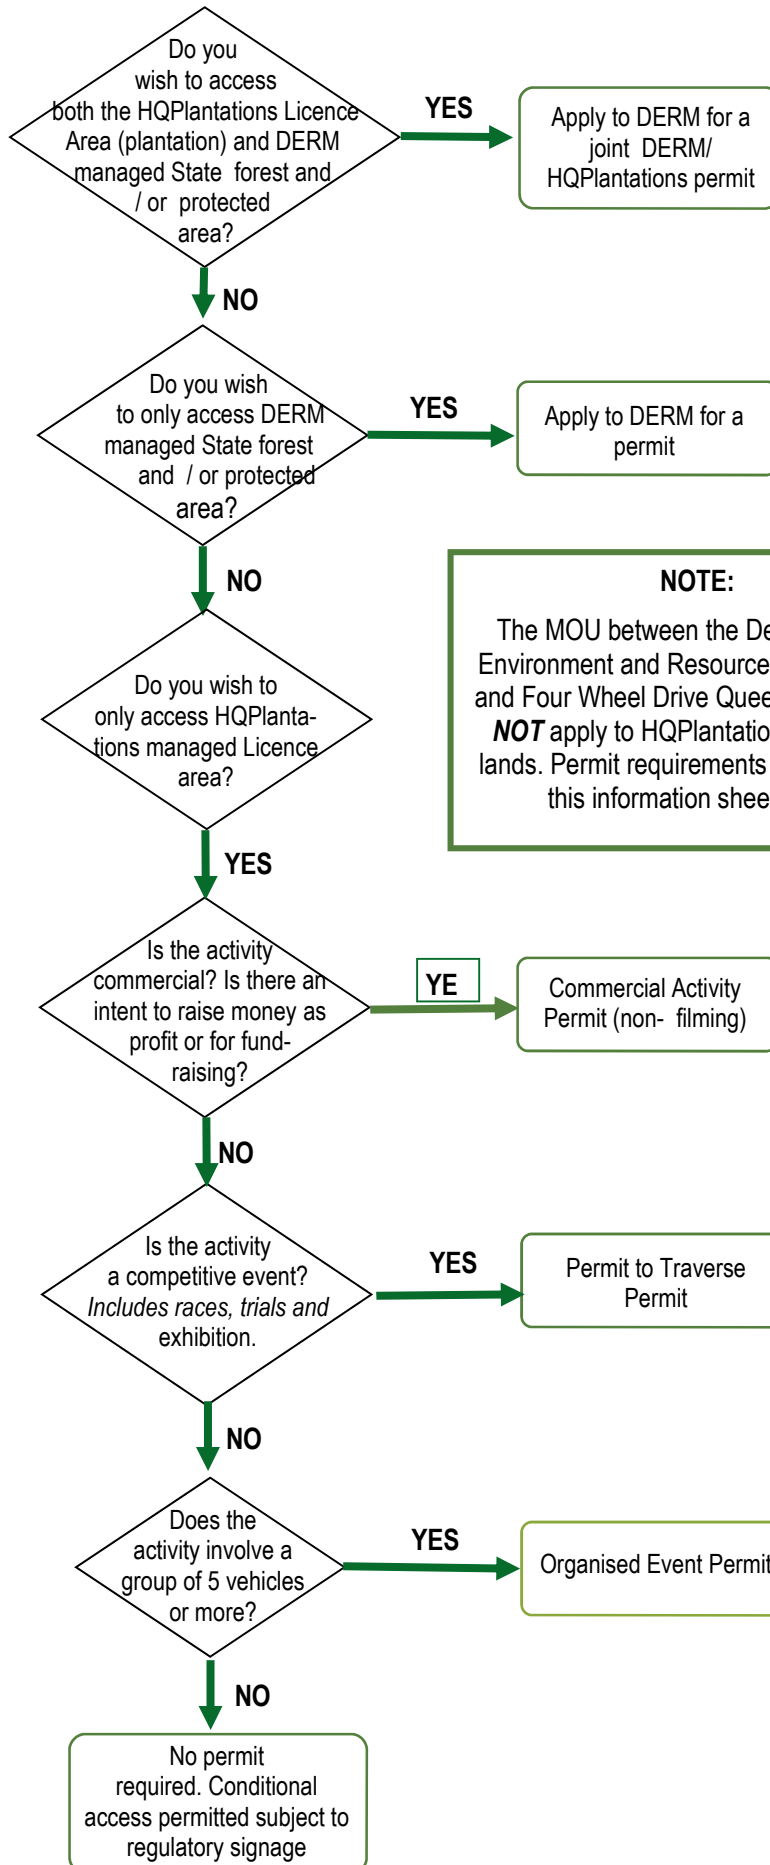 Do you
wish to access
both the HQPlantations Licence
Area (plantation) and DERM
managed State forest and
/ or protected
area?
YES
Apply to DERM for a
joint DERM/
HQPlantations permit
NO
Do you wish
to only access DERM
managed State forest
and / or protected
area?
YES
Apply to DERM for a
permit
NO
NOTE:
The MOU between the De
Environment and Resource
and Four Wheel Drive Quee
NOT apply to HQPlantatio
lands. Permit requirements
this information shee
Do you wish to
only access HQPlanta-
tions managed Licence
area?
YES
Is the activity
commercial? Is there an
intent to raise money as
profit or for fund-
raising?
YE
Commercial Activity
Permit (non- filming)
NO
Is the activity
a competitive event?
Includes races, trials and
exhibition.
YES
Permit to Traverse
Permit
NO
Does the
activity involve a
group of 5 vehicles
or more?
YES
Organised Event Permit
NO
No permit
required. Conditional
access permitted subject to
regulatory signage